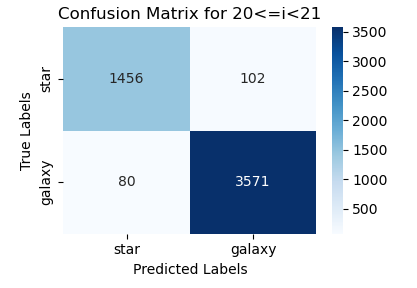 Confusion Matrix for 20<=i<21
True Labels
star
galaxy
1456
102
80
3571
star
galaxy
Predicted Labels
3500
3000
2500
2000
1500
1000
500